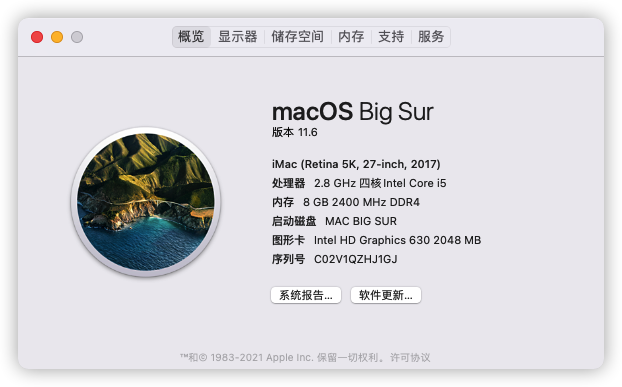 概览 显示器 储存空间 内存 支持 服务
macOS Big Sur
版本 11.6
iMac (Retina 5K, 27-inch, 2017)
处理器 2.8 GHz 四核Intel Core i5
内存 8 GB 2400 MHz DDR4
启动磁盘 MAC BIG SUR
图形卡 Intel HD Graphics 630 2048 MB
序列号 C02V1QZHJ1GJ
系统报告... 软件更新...
™和© 1983-2021 Apple Inc. 保留一切权利。许可协议